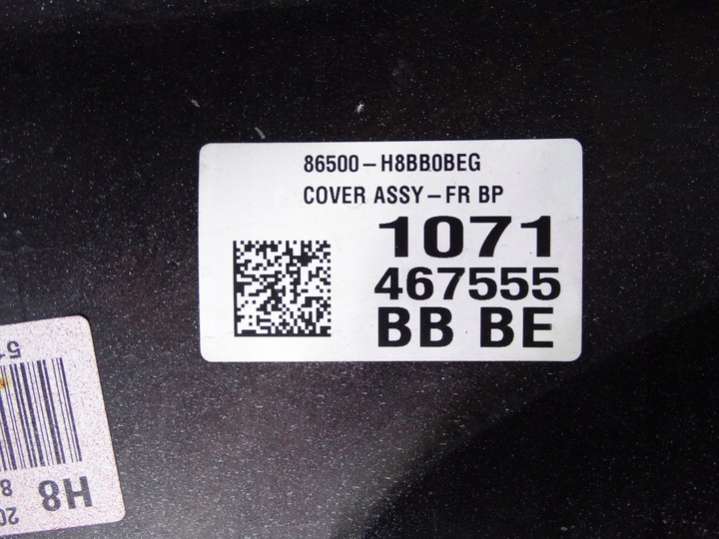 86500-H8BB0BEG
COVER ASSY-FR BP
1071
467555
BB BE
H8